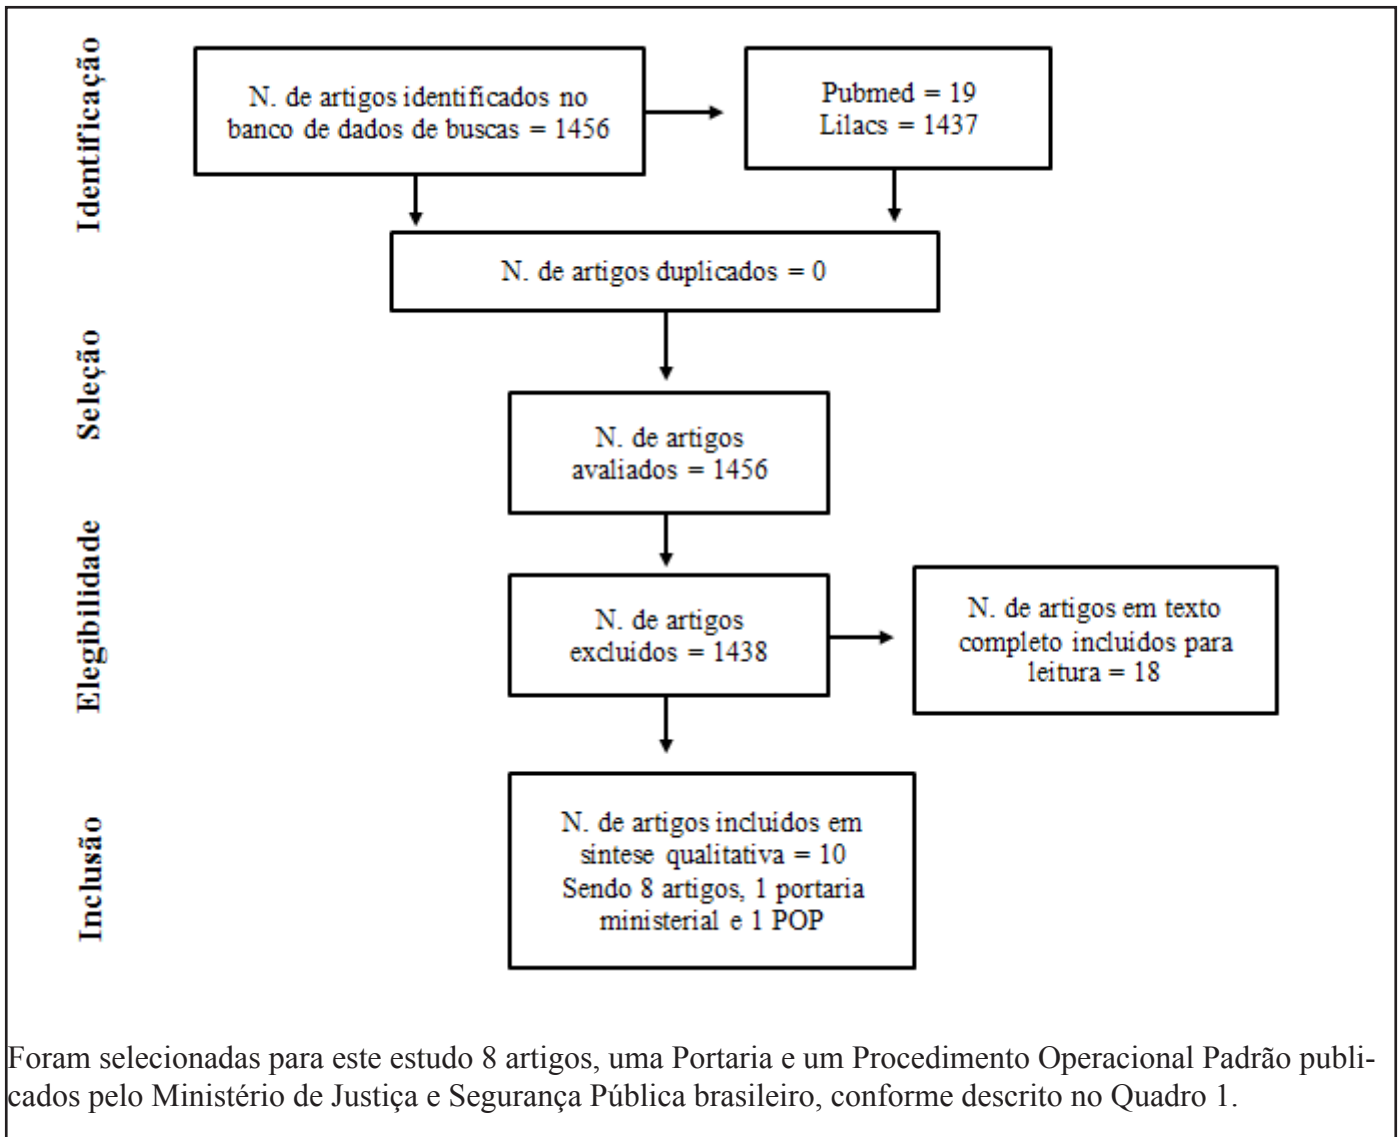 Identificação
N. de artigos identificados no
banco de dados de buscas = 1456
Pubmed = 19
Lilacs = 1437
N. de artigos duplicados = 0
Seleção
N. de artigos
avaliados = 1456
Elegibilidade
N. de artigos
excluidos = 1438
N. de artigos em texto
completo incluidos para
leitura = 18
Inclusão
N. de artigos incluidos em
sintese qualitativa = 10
Sendo 8 artigos, 1 portaria
ministerial e 1 POP
Foram selecionadas para este estudo 8 artigos, uma Portaria e um Procedimento Operacional Padrão publi-
cados pelo Ministério de Justiça e Segurança Pública brasileiro, conforme descrito no Quadro 1.